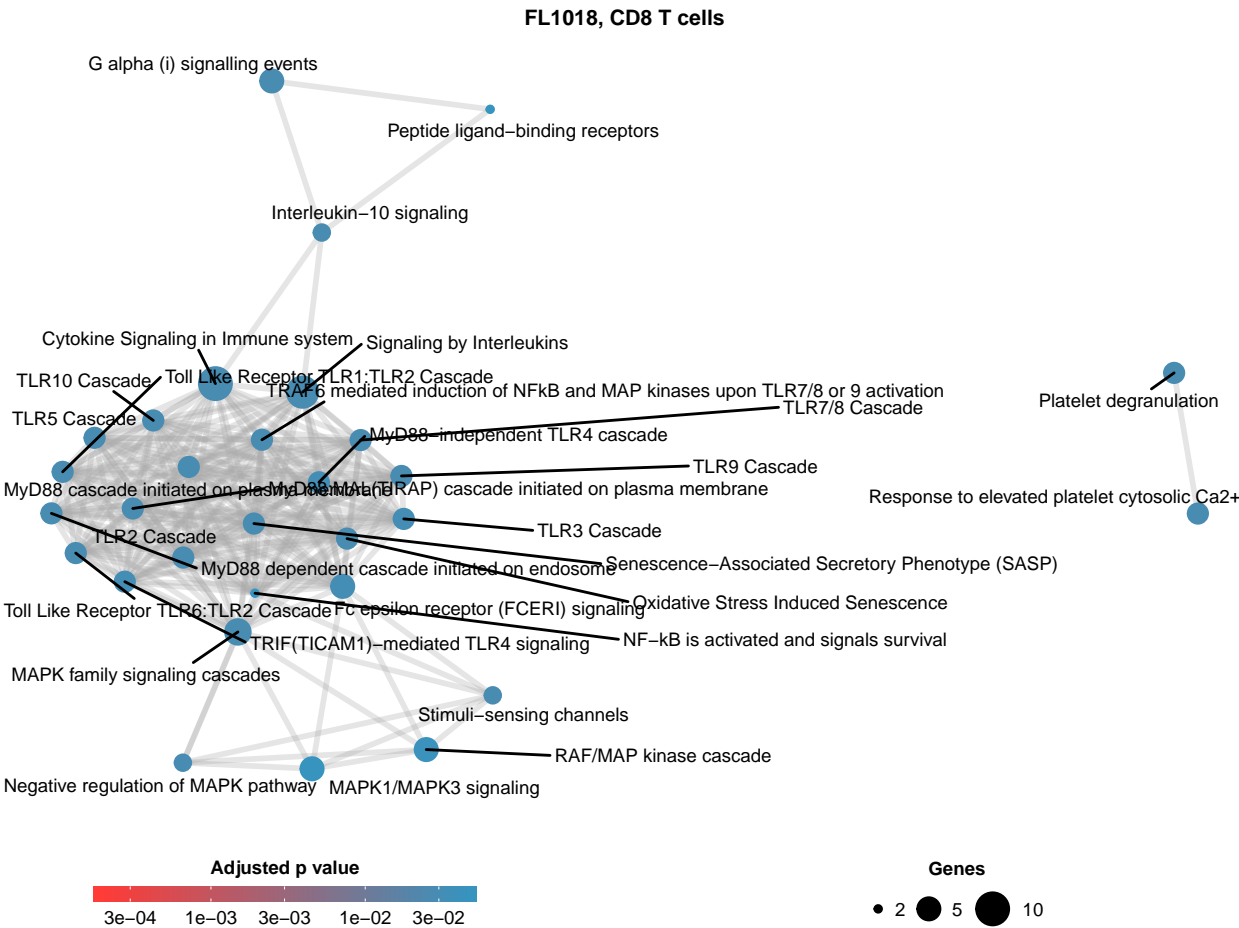 FL1018, CD8 T cells
G alpha (i) signalling events
Peptide ligand−binding receptors
Interleukin−10 signaling
Cytokine Signaling in Immune system
Signaling by Interleukins
Toll Like Receptor TLR1:TLR2 Cascade
TLR10 Cascade
TRAF6 mediated induction of NFkB and MAP kinases upon TLR7/8 or 9 activation
Platelet degranulation
TLR7/8 Cascade
TLR5 Cascade
MyD88−independent TLR4 cascade
TLR9 Cascade
MyD88 cascade initiated on plasma membrane
MyD88:MAL(TIRAP) cascade initiated on plasma membrane
Response to elevated platelet cytosolic Ca2+
TLR3 Cascade
TLR2 Cascade
Senescence−Associated Secretory Phenotype (SASP)
MyD88 dependent cascade initiated on endosome
Oxidative Stress Induced Senescence
Toll Like Receptor TLR6:TLR2 Cascade
Fc epsilon receptor (FCERI) signaling
NF−kB is activated and signals survival
TRIF(TICAM1)−mediated TLR4 signaling
MAPK family signaling cascades
Stimuli−sensing channels
RAF/MAP kinase cascade
Negative regulation of MAPK pathway
MAPK1/MAPK3 signaling
Adjusted p value
3e−04 1e−03 3e−03 1e−02 3e−02
Genes
2 5 10